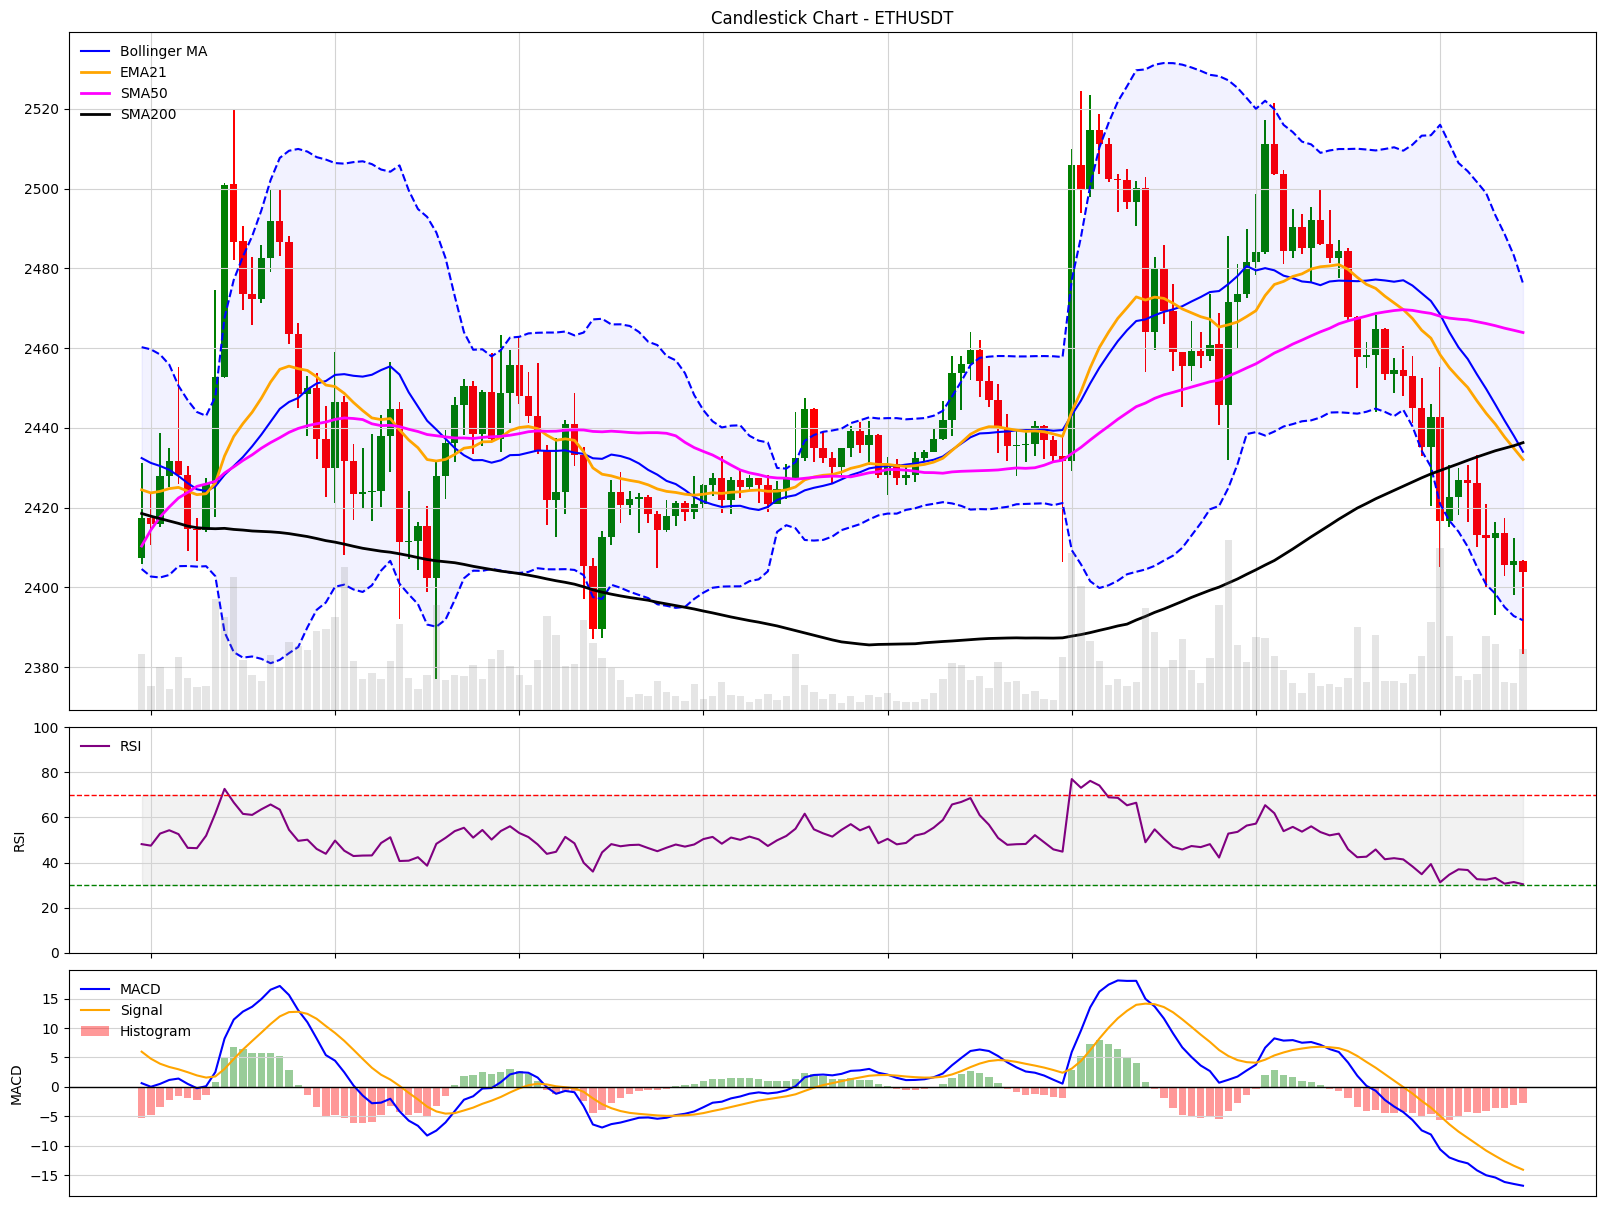 Candlestick Chart - ETHUSDT
Bollinger MA
EMA21
SMA50
SMA200
2520
2500
2480
2460
2440
2420
2400
2380
RSI
100
80
60
40
20
0
RSI
MACD
Signal
Histogram
15
10
5
0
−5
−10
−15
MACD